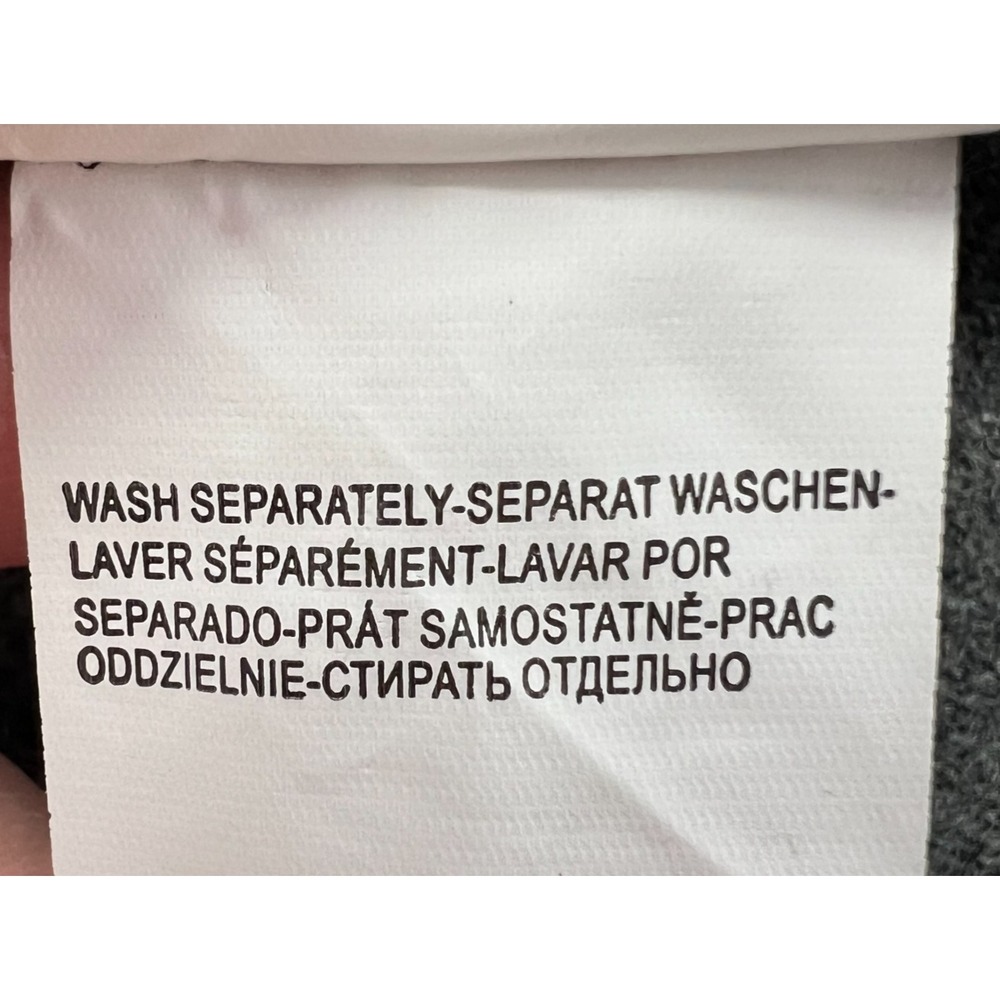 WASH SEPARATELY-SEPARAT WASCHEN-
LAVER SÉPARÉMENT-LAVAR POR
SEPARADO-PRÁT SAMOSTATNĚ-PRAC
ODDZIELNIE-СТИРАТЬ ОТДЕЛЬНО